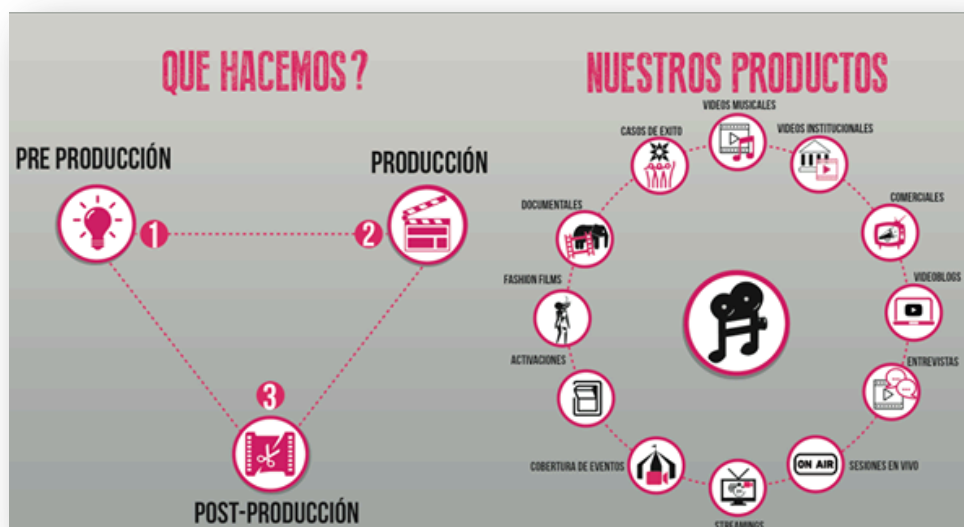 QUE HACEMOS?
PRE PRODUCCIÓN
PRODUCCIÓN
1
2
3
POST-PRODUCCIÓN
NUESTROS PRODUCTOS
VIDEOS MUSICALES
VIDEOS INSTITUCIONALES
COMERCIALES
VIDEOBLOGS
ENTREVISTAS
SESIONES EN VIVO
ON AIR
STREAMINGS
COBERTURA DE EVENTOS
ACTIVACIONES
FASHION FILMS
DOCUMENTALES
CASOS DE EXITO